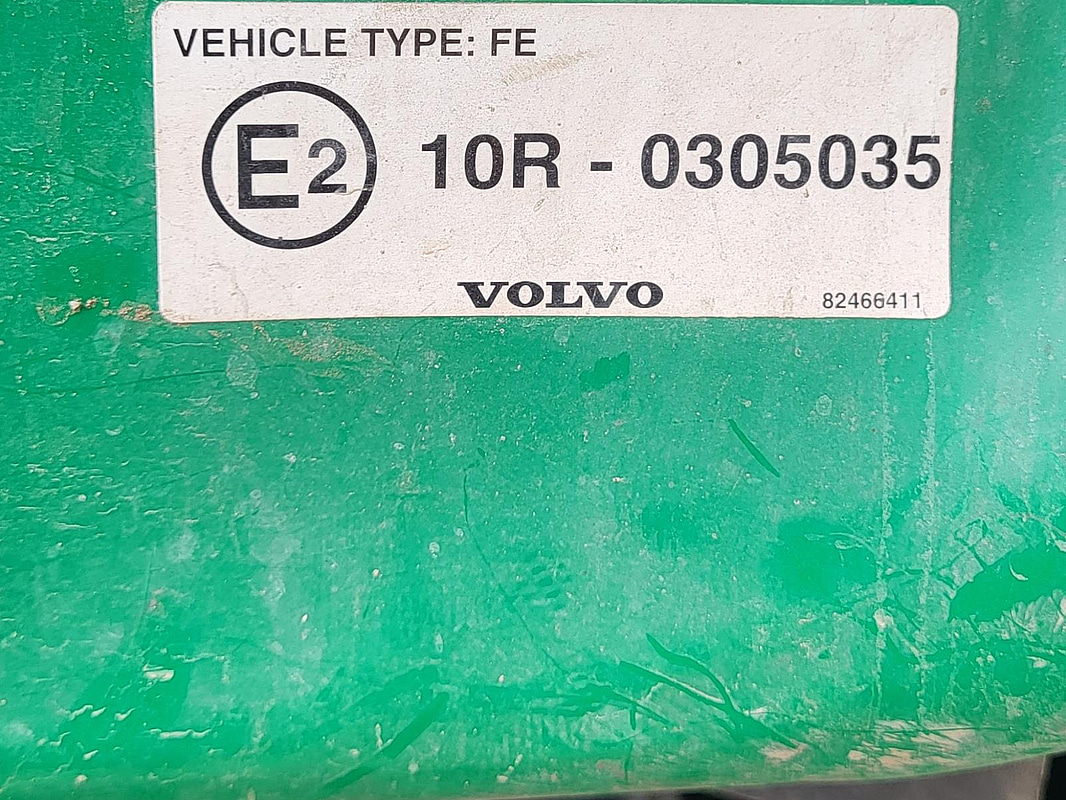 VEHICLE TYPE: FE
E2 10R - 0305035
VOLVO
82466411